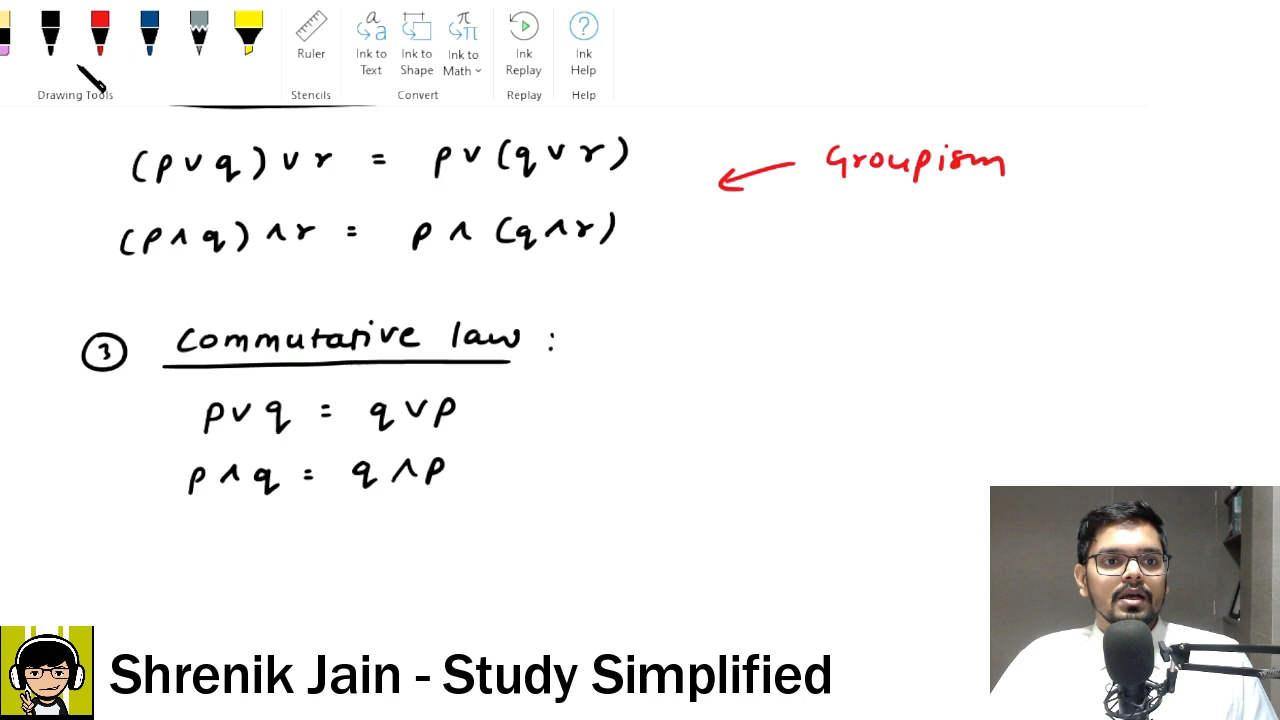 Ruler
Ink to Text
Ink to Shape
Ink to Math
Ink Replay
Ink Help
Drawing Tools
Stencils
Convert
Replay
Help
(p ∨ q) ∨ r = p ∨ (q ∨ r)
Groupism
(p ∧ q) ∧ r = p ∧ (q ∧ r)
③ Commutative law :
p ∨ q = q ∨ p
p ∧ q = q ∧ p
Shrenik Jain - Study Simplified